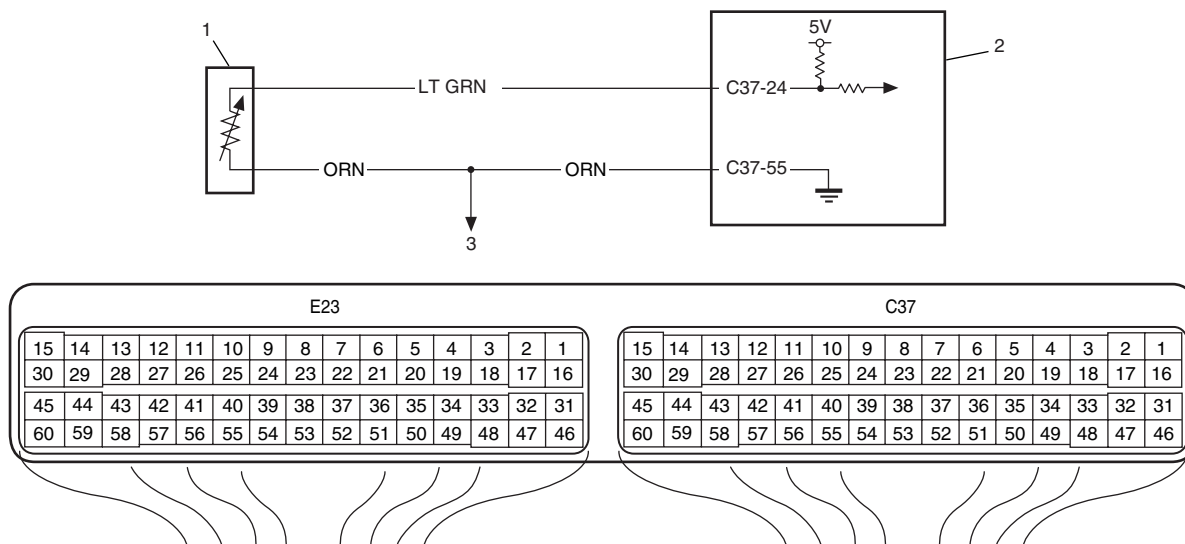 1
5V
2
LT GRN
C37-24
ORN
ORN
C37-55
3
E23
C37
15 14 13 12 11 10 9 8 7 6 5 4 3 2 1
30 29 28 27 26 25 24 23 22 21 20 19 18 17 16
45 44 43 42 41 40 39 38 37 36 35 34 33 32 31
60 59 58 57 56 55 54 53 52 51 50 49 48 47 46
15 14 13 12 11 10 9 8 7 6 5 4 3 2 1
30 29 28 27 26 25 24 23 22 21 20 19 18 17 16
45 44 43 42 41 40 39 38 37 36 35 34 33 32 31
60 59 58 57 56 55 54 53 52 51 50 49 48 47 46